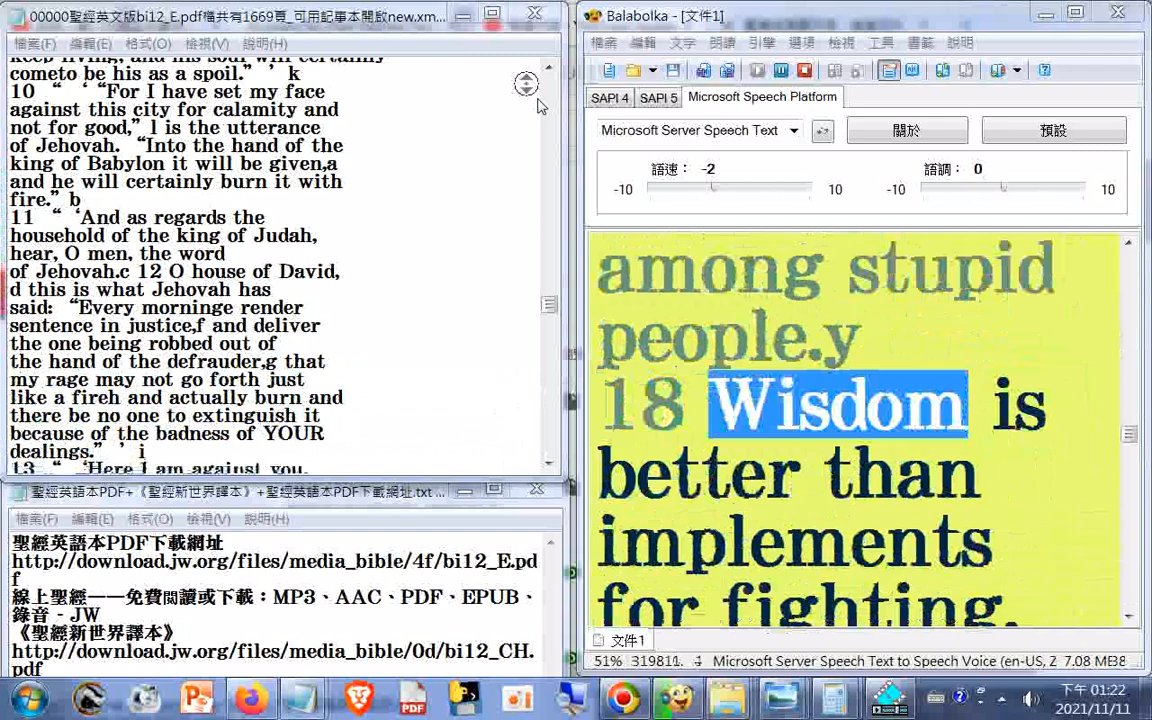 00000聖經英文版bi12_E.pdf檔共有1669頁_可用記事本開啟new.xm...
檔案(F) 編輯(E) 格式(O) 檢視(V) 說明(H)
keep living, and his soul will certainly
cometo be his as a spoil.” ’ k
10 “ ‘ “For I have set my face
against this city for calamity and
not for good,” l is the utterance
of Jehovah. “Into the hand of the
king of Babylon it will be given,a
and he will certainly burn it with
fire.” b
11 “ ‘And as regards the
household of the king of Judah,
hear, O men, the word
of Jehovah.c 12 O house of David,
d this is what Jehovah has
said: “Every morninge render
sentence in justice,f and deliver
the one being robbed out of
the hand of the defrauder,g that
my rage may not go forth just
like a fireh and actually burn and
there be no one to extinguish it
because of the badness of YOUR
dealings.” ’ i
13 “ ‘Here I am against you,
聖經英語本PDF+《聖經新世界譯本》+聖經英語本PDF下載網址.txt ...
檔案(F) 編輯(E) 格式(O) 檢視(V) 說明(H)
聖經英語本PDF下載網址
http://download.jw.org/files/media_bible/4f/bi12_E.pd
f
線上聖經——免費閱讀或下載：MP3、AAC、PDF、EPUB、
錄音 - JW
《聖經新世界譯本》
http://download.jw.org/files/media_bible/0d/bi12_CH.
pdf
Balabolka - [文件1]
檔案 編輯 文字 朗讀 引擎 選項 檢視 工具 書籤 說明
SAPI 4 SAPI 5 Microsoft Speech Platform
Microsoft Server Speech Text 關於 預設
語速： -2 語調： 0
-10 10 -10 10
among stupid
people.y
18 Wisdom is
better than
implements
for fighting,
文件1
51% 319811. Microsoft Server Speech Text to Speech Voice (en-US, Z 7.08 MB
下午 01:22
2021/11/11